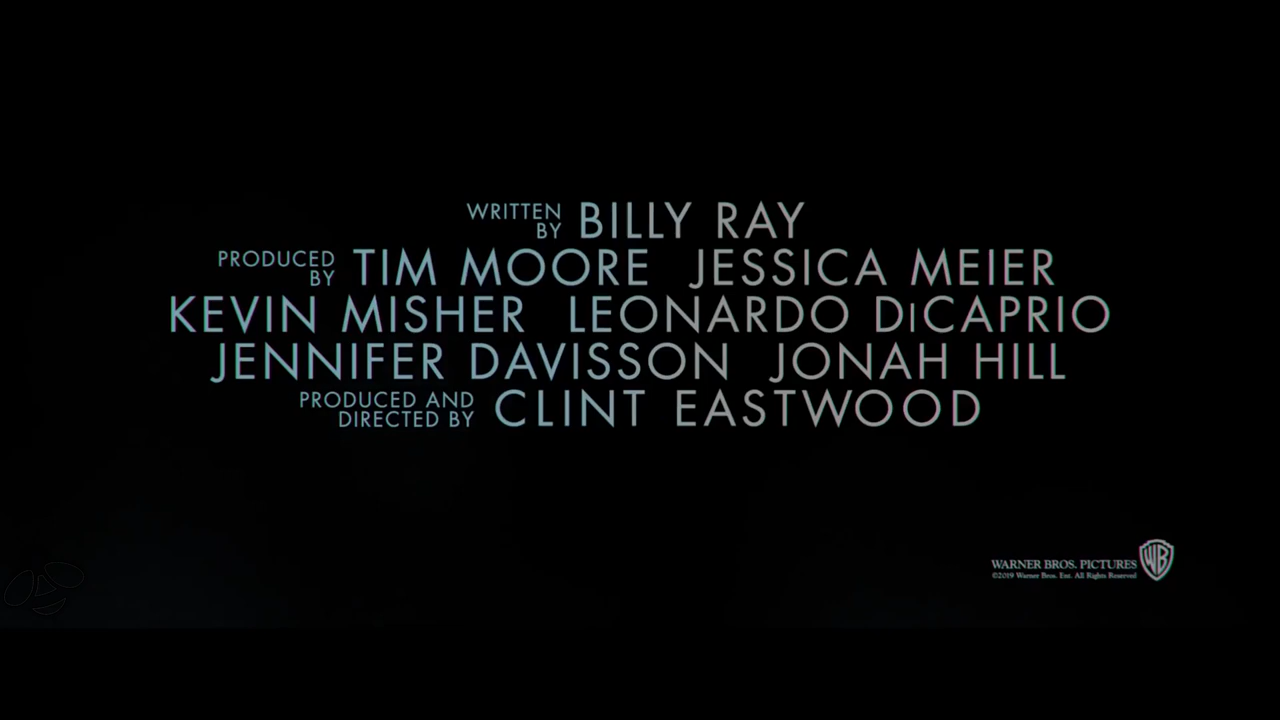 WRITTEN BY BILLY RAY
PRODUCED BY TIM MOORE JESSICA MEIER
KEVIN MISHER LEONARDO DiCAPRIO
JENNIFER DAVISSON JONAH HILL
PRODUCED AND DIRECTED BY CLINT EASTWOOD
WARNER BROS. PICTURES WB
©2019 Warner Bros. Ent. All Rights Reserved